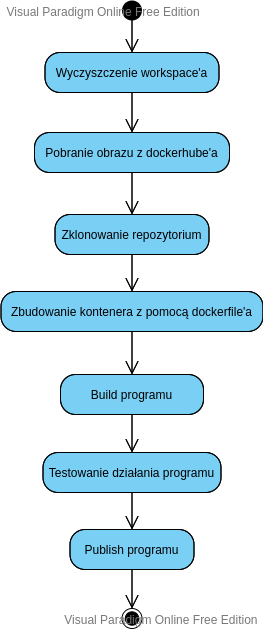 Visual Paradigm Online Free Edition
Wyczyszczenie workspace'a
Pobranie obrazu z dockerhube'a
Zklonowanie repozytorium
Zbudowanie kontenera z pomocą dockerfile'a
Build programu
Testowanie działania programu
Publish programu
Visual Paradigm Online Free Edition